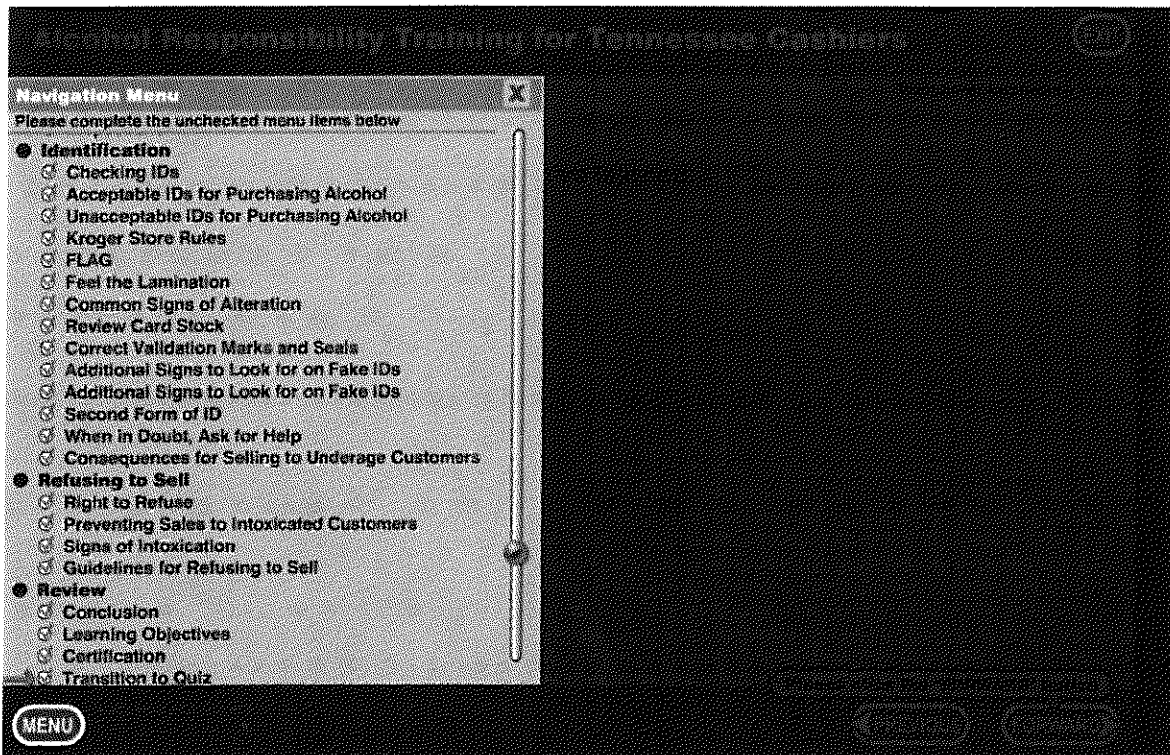 Alcohol Responsibility Training for Tennessee Cashiers
Navigation Menu
X
Please complete the unchecked menu items below
Identification
Checking IDs
Acceptable IDs for Purchasing Alcohol
Unacceptable IDs for Purchasing Alcohol
Kroger Store Rules
FLAG
Feel the Lamination
Common Signs of Alteration
Review Card Stock
Correct Validation Marks and Seals
Additional Signs to Look for on Fake IDs
Additional Signs to Look for on Fake IDs
Second Form of ID
When in Doubt, Ask for Help
Consequences for Selling to Underage Customers
Refusing to Sell
Right to Refuse
Preventing Sales to Intoxicated Customers
Signs of Intoxication
Guidelines for Refusing to Sell
Review
Conclusion
Learning Objectives
Certification
Transition to Quiz
MENU